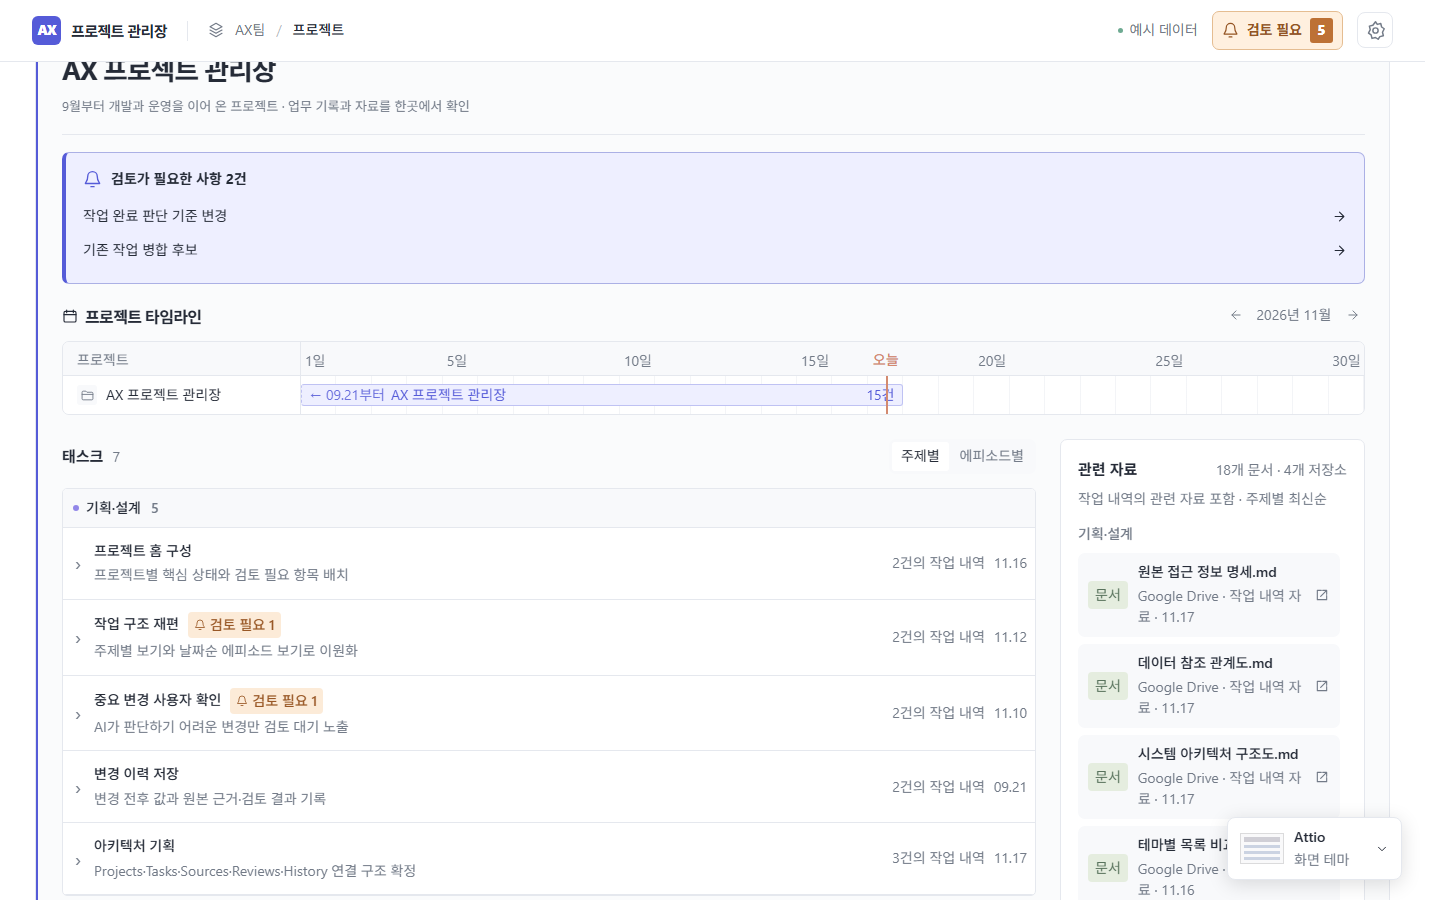 AX 프로젝트 관리장
AX팀 / 프로젝트
예시 데이터
검토 필요 5
AX 프로젝트 관리장
9월부터 개발과 운영을 이어 온 프로젝트 · 업무 기록과 자료를 한곳에서 확인
검토가 필요한 사항 2건
작업 완료 판단 기준 변경 →
기존 작업 병합 후보 →
프로젝트 타임라인
← 2026년 11월 →
프로젝트 1일 5일 10일 15일 오늘 20일 25일 30일
AX 프로젝트 관리장
← 09.21부터 AX 프로젝트 관리장 15건
태스크 7
주제별 에피소드별
기획·설계 5
프로젝트 홈 구성
프로젝트별 핵심 상태와 검토 필요 항목 배치
2건의 작업 내역 11.16
작업 구조 재편 검토 필요 1
주제별 보기와 날짜순 에피소드 보기로 이원화
2건의 작업 내역 11.12
중요 변경 사용자 확인 검토 필요 1
AI가 판단하기 어려운 변경만 검토 대기 노출
2건의 작업 내역 11.10
변경 이력 저장
변경 전후 값과 원본 근거·검토 결과 기록
2건의 작업 내역 09.21
아키텍처 기획
Projects·Tasks·Sources·Reviews·History 연결 구조 확정
3건의 작업 내역 11.17
관련 자료
18개 문서 · 4개 저장소
작업 내역의 관련 자료 포함 · 주제별 최신순
기획·설계
문서
원본 접근 정보 명세.md
Google Drive · 작업 내역 자
료 · 11.17
문서
데이터 참조 관계도.md
Google Drive · 작업 내역 자
료 · 11.17
문서
시스템 아키텍처 구조도.md
Google Drive · 작업 내역 자
료 · 11.17
문서
테마별 목록
Google Drive ·
료 · 11.16
Attio
화면 테마